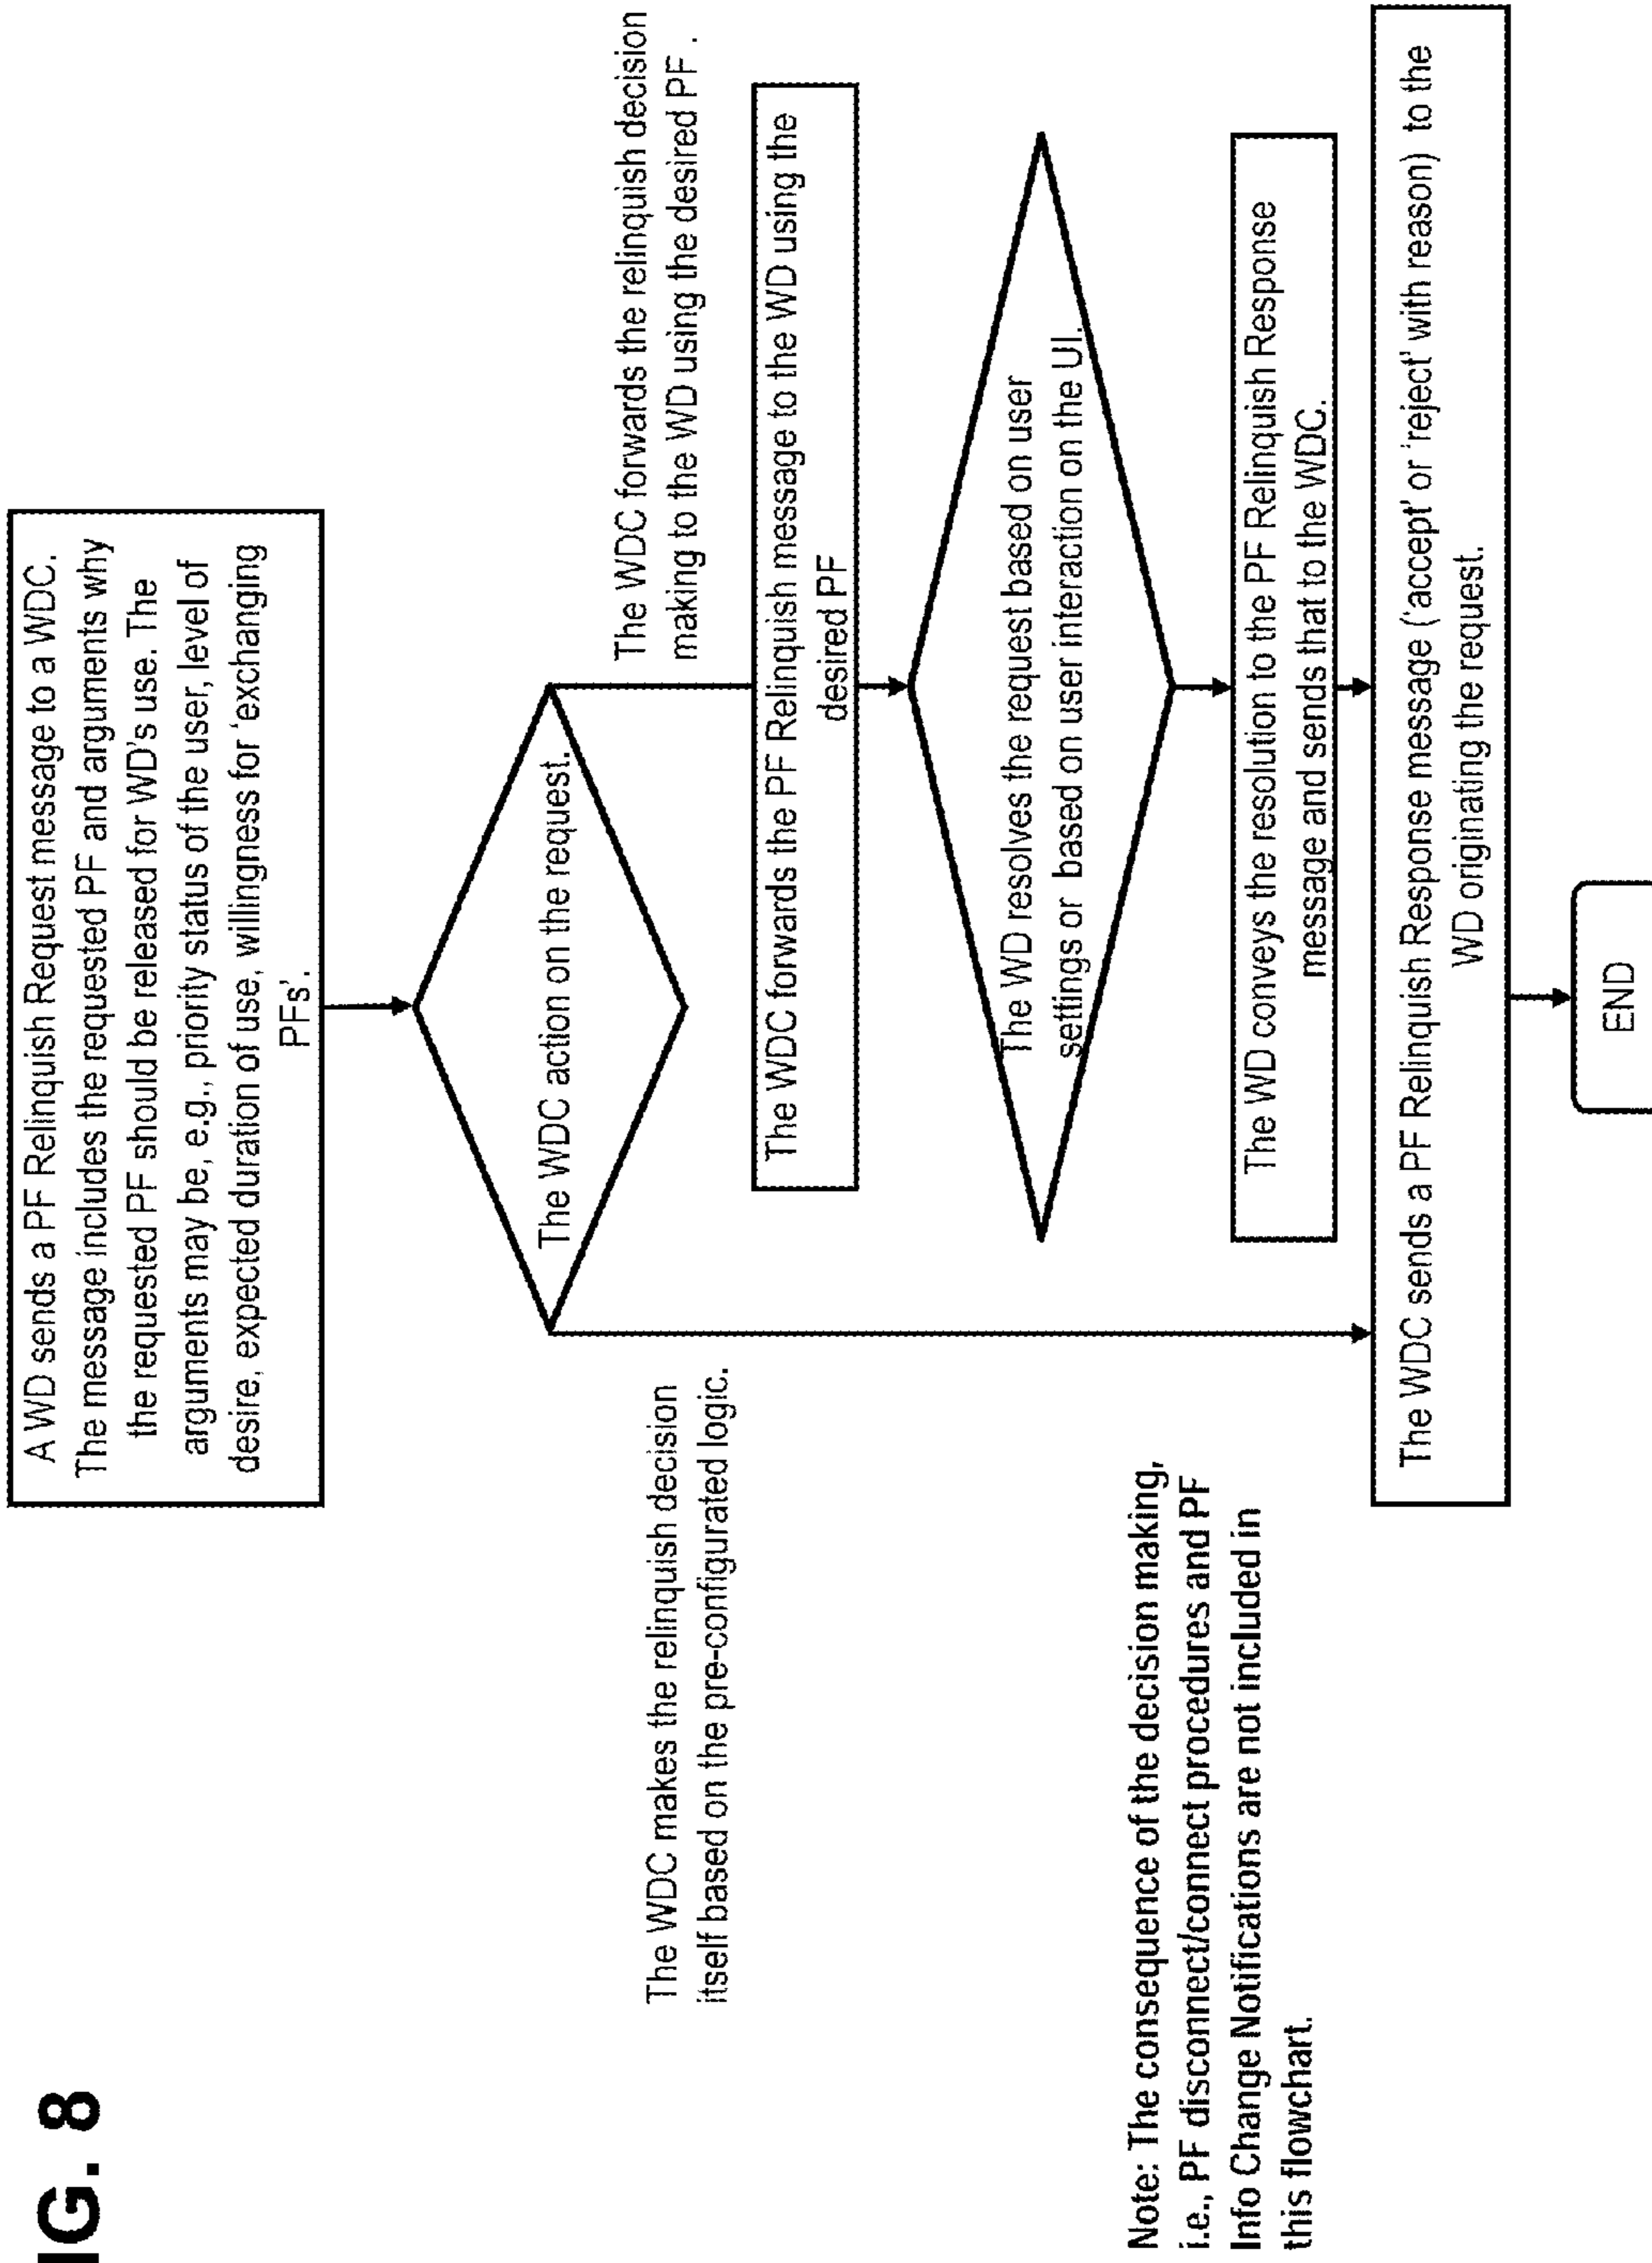 IG. 8
A WD sends a PF Relinquish Request message to a WDC.
The message includes the requested PF and arguments why
the requested PF should be released for WD's use. The
arguments may be, e.g., priority status of the user, level of
desire, expected duration of use, willingness for 'exchanging
PFs'.
The WDC action on the request.
The WDC makes the relinquish decision
itself based on the pre-configurated logic.
The WDC forwards the relinquish decision
making to the WD using the desired PF .
The WDC forwards the PF Relinquish message to the WD using the
desired PF
The WD resolves the request based on user
settings or based on user interaction on the UI.
The WD conveys the resolution to the PF Relinquish Response
message and sends that to the WDC.
Note: The consequence of the decision making,
i.e., PF disconnect/connect procedures and PF
Info Change Notifications are not included in
this flowchart.
The WDC sends a PF Relinquish Response message ('accept' or 'reject' with reason) to the
WD originating the request.
END